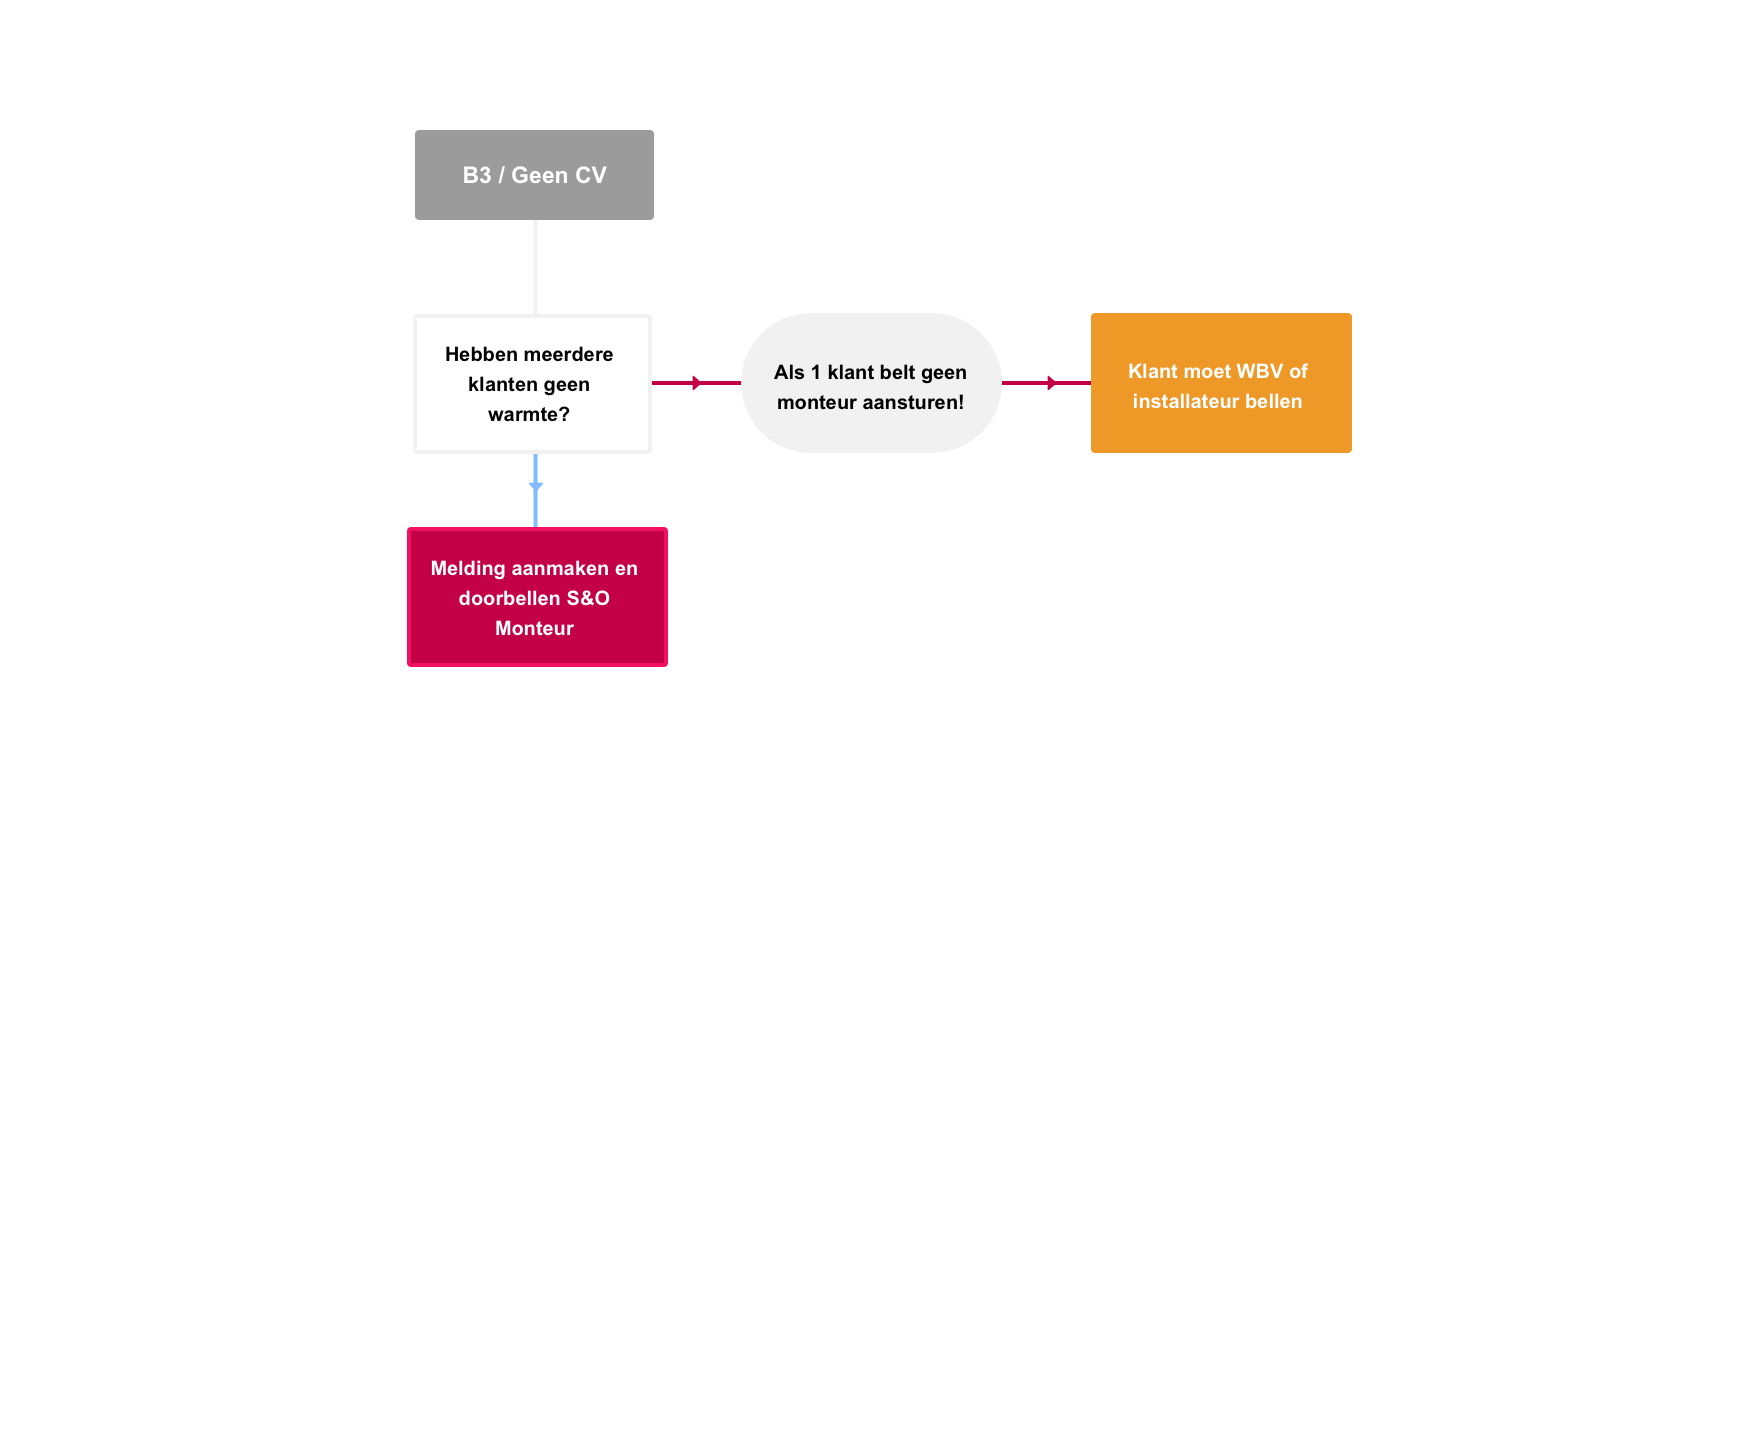 B3 / Geen CV
Hebben meerdere
klanten geen
warmte?
Als 1 klant belt geen
monteur aansturen!
Klant moet WBV of
installateur bellen
Melding aanmaken en
doorbellen S&O
Monteur